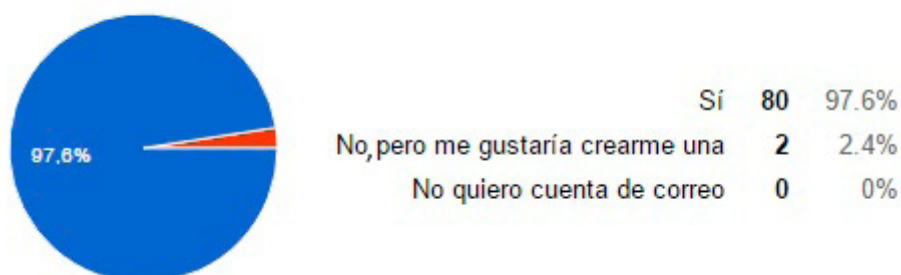 97,6%
Sí 80 97.6%
No, pero me gustaría crearme una 2 2.4%
No quiero cuenta de correo 0 0%